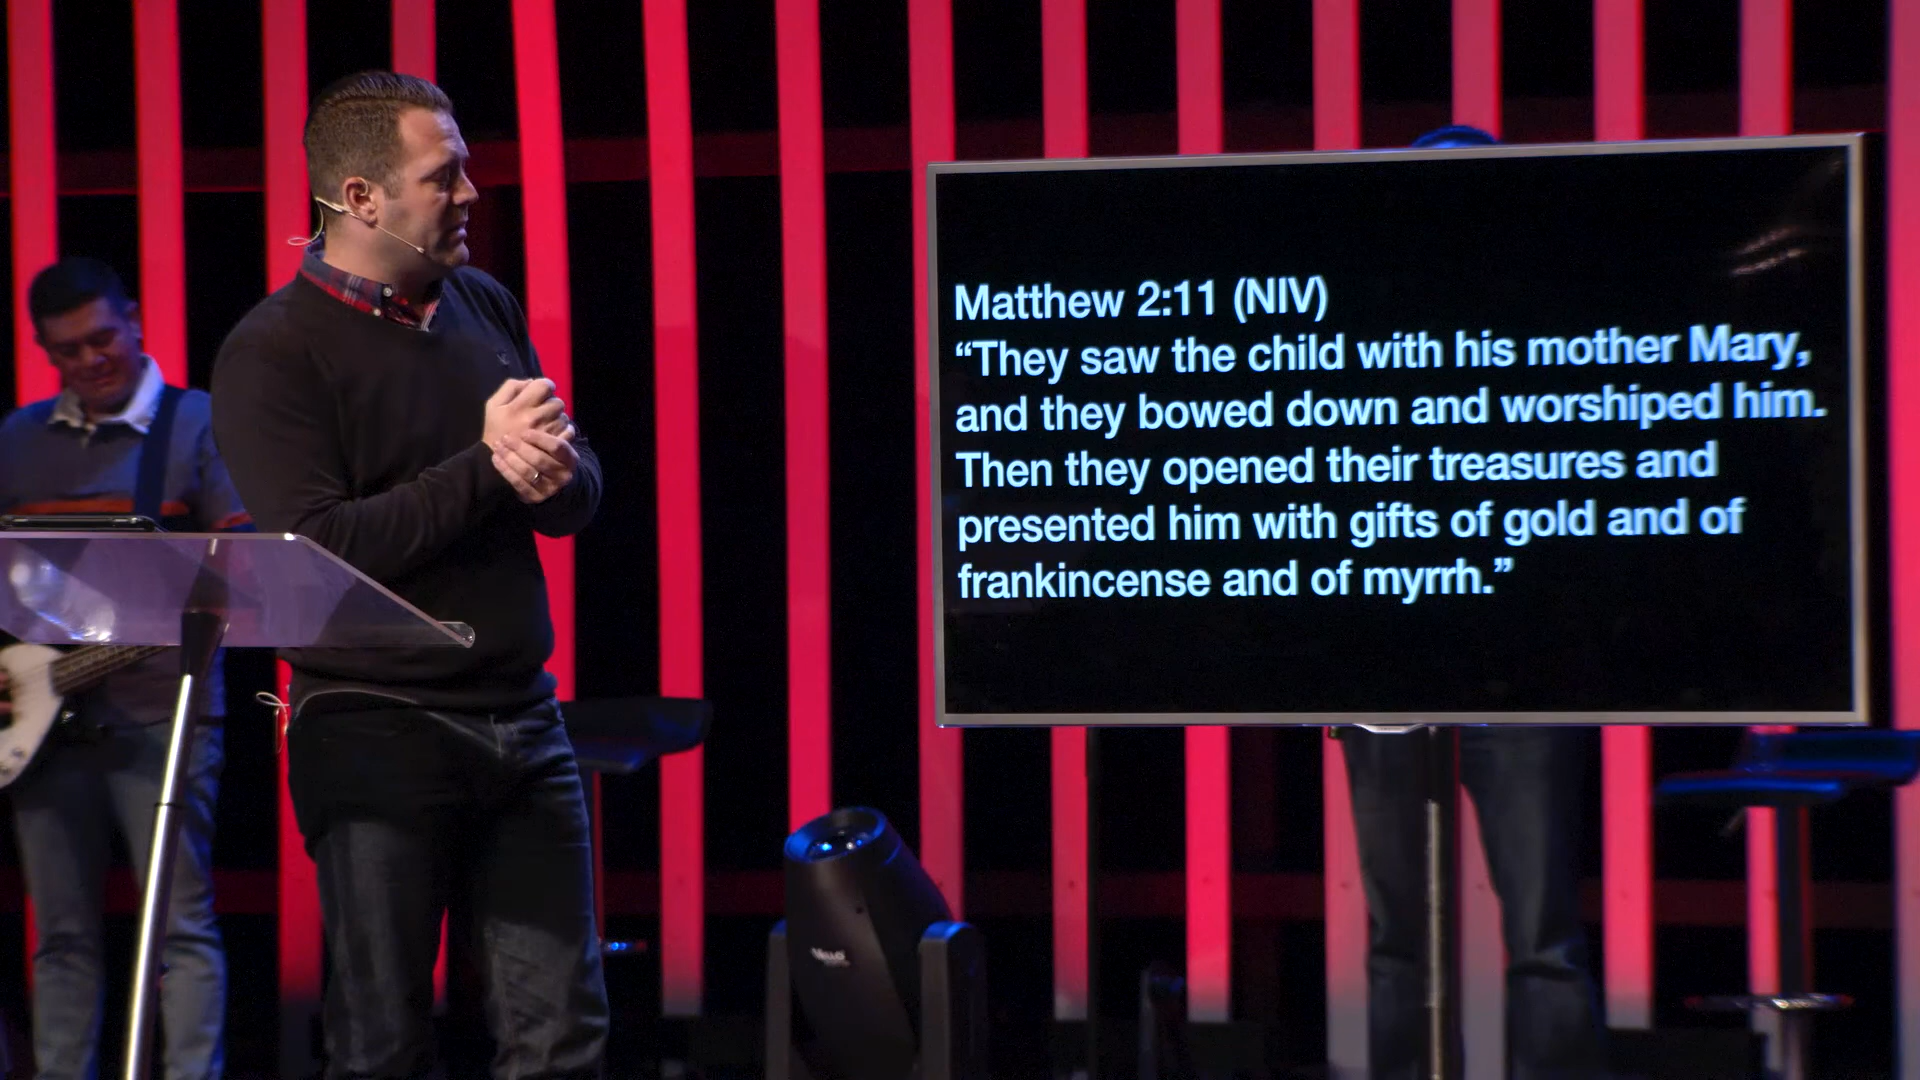 Matthew 2:11 (NIV)
“They saw the child with his mother Mary,
and they bowed down and worshiped him.
Then they opened their treasures and
presented him with gifts of gold and of
frankincense and of myrrh.”